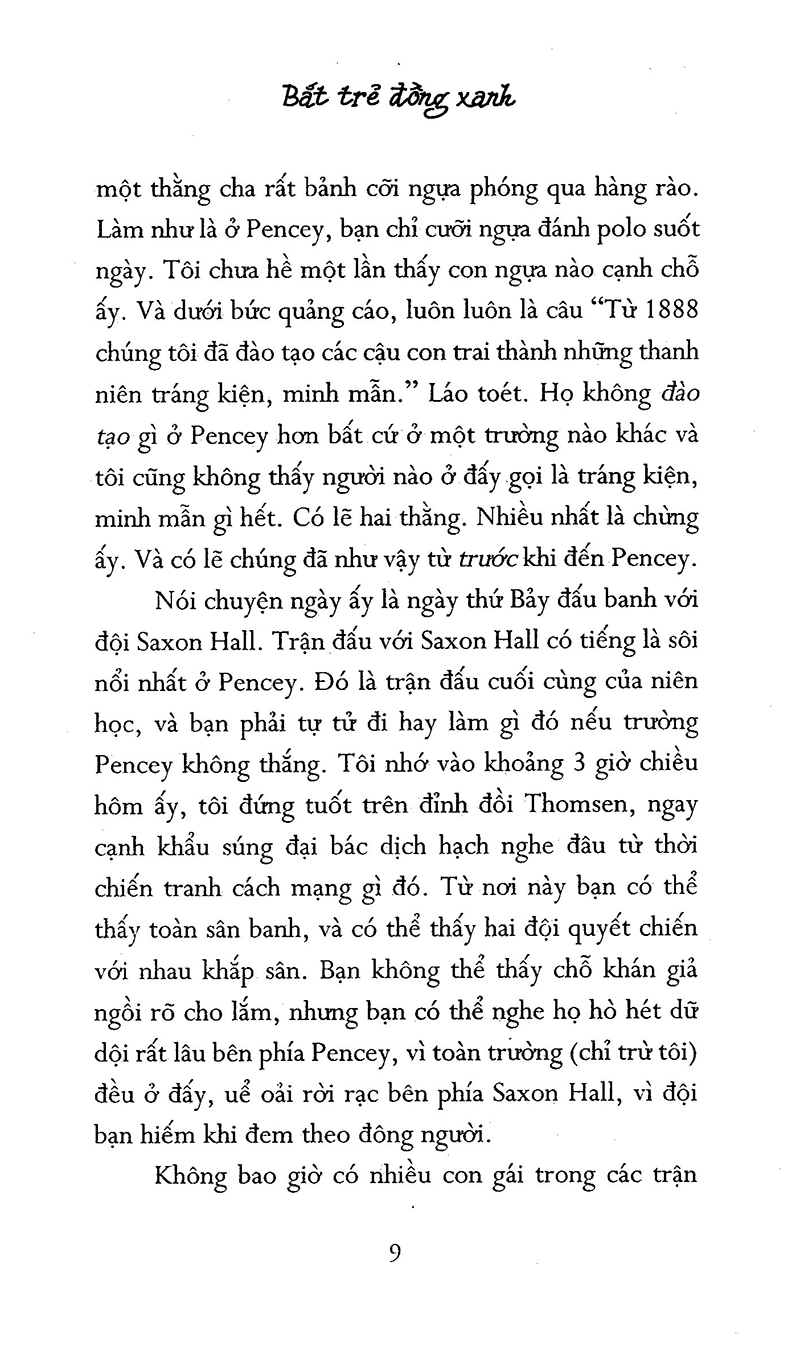 Bắt trẻ đồng xanh
một thằng cha rất bảnh cỡi ngựa phóng qua hàng rào.
Làm như là ở Pencey, bạn chỉ cưỡi ngựa đánh polo suốt
ngày. Tôi chưa hề một lần thấy con ngựa nào cạnh chỗ
ấy. Và dưới bức quảng cáo, luôn luôn là câu “Từ 1888
chúng tôi đã đào tạo các cậu con trai thành những thanh
niên tráng kiện, minh mẫn.” Láo toét. Họ không đào
tạo gì ở Pencey hơn bất cứ ở một trường nào khác và
tôi cũng không thấy người nào ở đấy gọi là tráng kiện,
minh mẫn gì hết. Có lẽ hai thằng. Nhiều nhất là chừng
ấy. Và có lẽ chúng đã như vậy từ trước khi đến Pencey.
Nói chuyện ngày ấy là ngày thứ Bảy đấu banh với
đội Saxon Hall. Trận đấu với Saxon Hall có tiếng là sôi
nổi nhất ở Pencey. Đó là trận đấu cuối cùng của niên
học, và bạn phải tự tử đi hay làm gì đó nếu trường
Pencey không thắng. Tôi nhớ vào khoảng 3 giờ chiều
hôm ấy, tôi đứng tuốt trên đỉnh đồi Thomsen, ngay
cạnh khẩu súng đại bác dịch hạch nghe đâu từ thời
chiến tranh cách mạng gì đó. Từ nơi này bạn có thể
thấy toàn sân banh, và có thể thấy hai đội quyết chiến
với nhau khắp sân. Bạn không thể thấy chỗ khán giả
ngồi rõ cho lắm, nhưng bạn có thể nghe họ hò hét dữ
dội rất lâu bên phía Pencey, vì toàn trường (chỉ trừ tôi)
đều ở đấy, uể oải rời rạc bên phía Saxon Hall, vì đội
bạn hiếm khi đem theo đông người.
Không bao giờ có nhiều con gái trong các trận
9